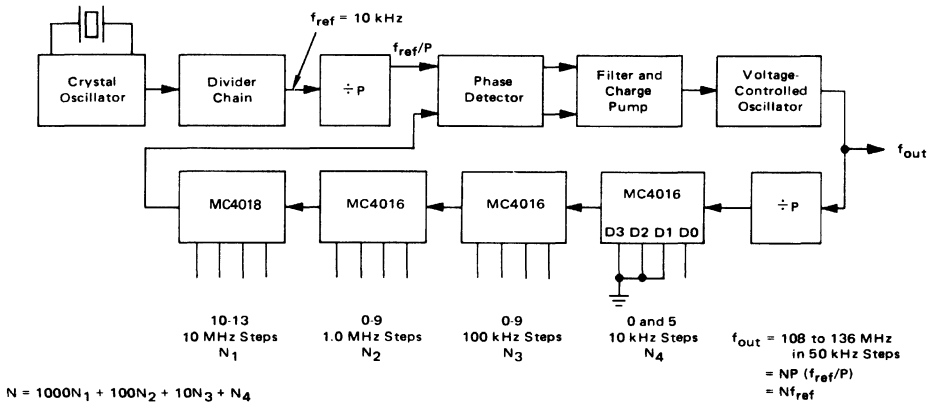 f_ref = 10 kHz
f_ref/P
Crystal
Oscillator
Divider
Chain
÷P
Phase
Detector
Filter and
Charge
Pump
Voltage-
Controlled
Oscillator
f_out
MC4018
MC4016
MC4016
MC4016
D3 D2 D1 D0
÷P
10-13
10 MHz Steps
N₁
0-9
1.0 MHz Steps
N₂
0-9
100 kHz Steps
N₃
0 and 5
10 kHz Steps
N₄
f_out = 108 to 136 MHz
in 50 kHz Steps
= NP (f_ref/P)
= Nf_ref
N = 1000N₁ + 100N₂ + 10N₃ + N₄